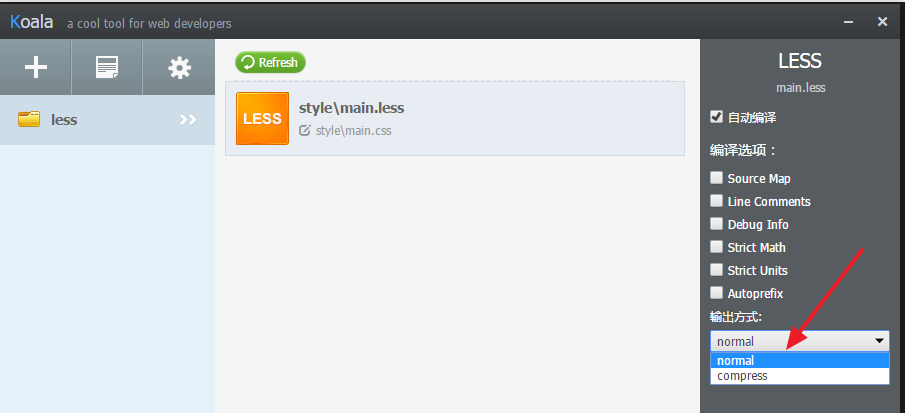 Koala a cool tool for web developers
Refresh
less
LESS
style\main.less
style\main.css
LESS
main.less
自动编译
编译选项：
Source Map
Line Comments
Debug Info
Strict Math
Strict Units
Autoprefix
输出方式:
normal
normal
compress